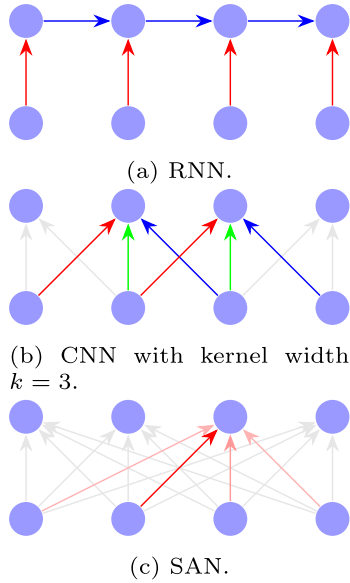 (a) RNN.
(b) CNN with kernel width
k = 3.
(c) SAN.